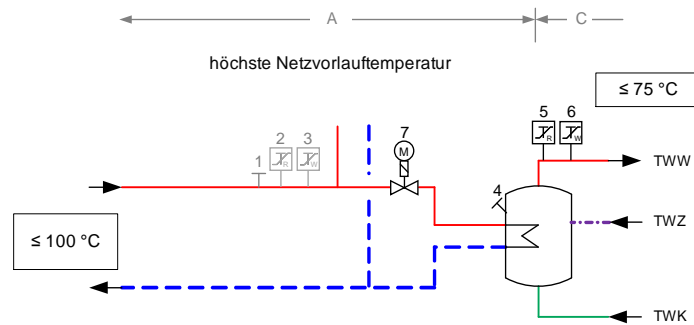 A C
höchste Netzvorlauftemperatur
≤ 75 °C
5 6
R W
2 3 7
R W M
1
TWW
4
TWZ
≤ 100 °C
TWK